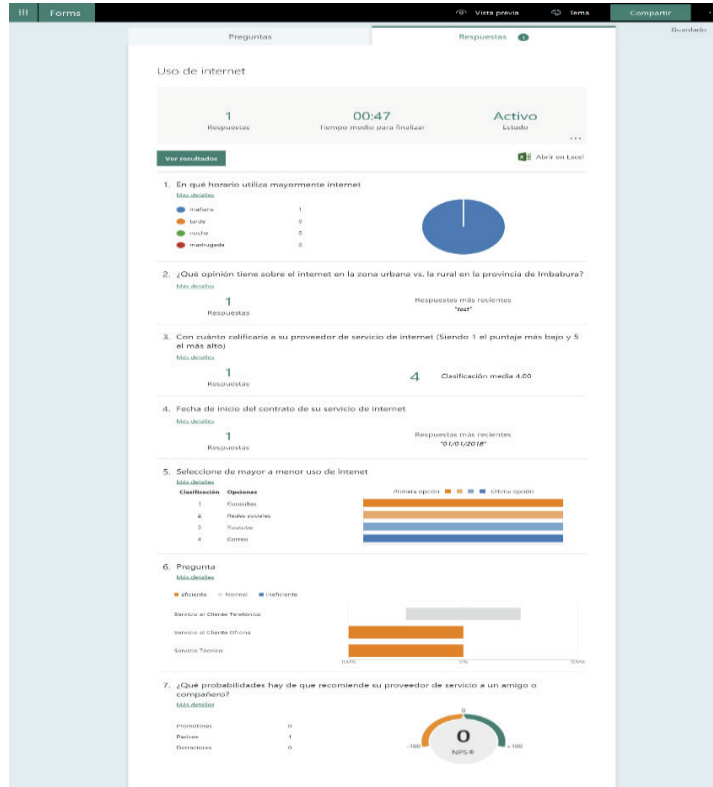 Forms
Vista previa
Tema
Compartir
Preguntas
Respuestas 1
Guardado
Uso de internet
1
Respuestas
00:47
Tiempo medio para finalizar
Activo
Estado
...
Ver resultados
Abrir en Excel
1. En qué horario utiliza mayormente internet
Más detalles
mañana 1
tarde 0
noche 0
madrugada 0
2. ¿Qué opinión tiene sobre el internet en la zona urbana vs. la rural en la provincia de Imbabura?
Más detalles
1
Respuestas
Respuestas más recientes
"test"
3. Con cuánto calificaría a su proveedor de servicio de internet (Siendo 1 el puntaje más bajo y 5
el más alto)
Más detalles
1
Respuestas
4 Clasificación media 4.00
4. Fecha de inicio del contrato de su servicio de internet
Más detalles
1
Respuestas
Respuestas más recientes
"01/01/2018"
5. Seleccione de mayor a menor uso de intenet
Más detalles
Clasificación Opciones
Primera opción Última opción
1 Consultas
2 Redes sociales
3 Youtube
4 Correo
6. Pregunta
Más detalles
Eficiente Normal Ineficiente
Servicio al Cliente Telefónico
Servicio al Cliente Oficina
Servicio Técnico
100% 0% 100%
7. ¿Qué probabilidades hay de que recomiende su proveedor de servicio a un amigo o
compañero?
Más detalles
Promotores 0
Pasivos 1
Detractores 0
0
-100 +100
0
NPS®